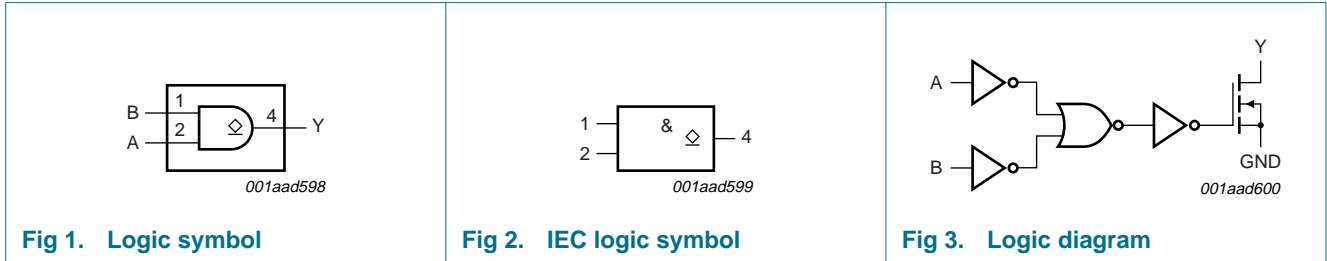 B
1
2
A
4
Y
001aad598
Fig 1. Logic symbol
1
2
&
4
001aad599
Fig 2. IEC logic symbol
A
B
Y
GND
001aad600
Fig 3. Logic diagram